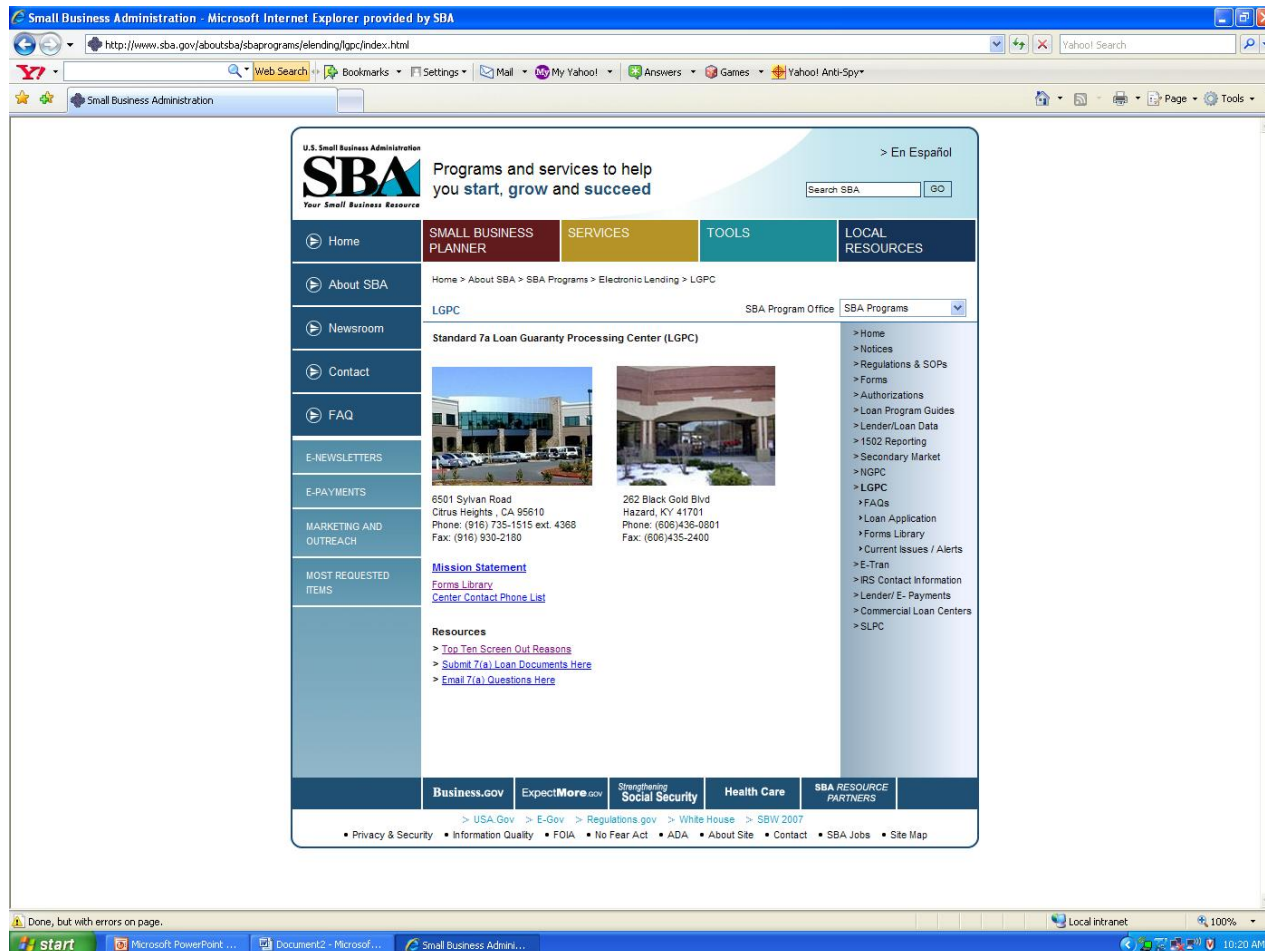 Small Business Administration - Microsoft Internet Explorer provided by SBA
http://www.sba.gov/aboutsba/sbaprograms/elending/lgpc/index.html
Yahoo! Search
Y! Web Search Bookmarks Settings Mail My Yahoo! Answers Games Yahoo! Anti-Spy
Small Business Administration
Page Tools
U.S. Small Business Administration
SBA
Your Small Business Resource
Programs and services to help
you start, grow and succeed
> En Español
Search SBA GO
SMALL BUSINESS PLANNER
SERVICES
TOOLS
LOCAL RESOURCES
Home
About SBA
Newsroom
Contact
FAQ
E-NEWSLETTERS
E-PAYMENTS
MARKETING AND
OUTREACH
MOST REQUESTED
ITEMS
Home > About SBA > SBA Programs > Electronic Lending > LGPC
LGPC
SBA Program Office SBA Programs
Standard 7a Loan Guaranty Processing Center (LGPC)
6501 Sylvan Road
Citrus Heights , CA 95610
Phone: (916) 735-1515 ext. 4368
Fax: (916) 930-2180
262 Black Gold Blvd
Hazard, KY 41701
Phone: (606)436-0801
Fax: (606)435-2400
Mission Statement
Forms Library
Center Contact Phone List
Resources
> Top Ten Screen Out Reasons
> Submit 7(a) Loan Documents Here
> Email 7(a) Questions Here
> Home
> Notices
> Regulations & SOPs
> Forms
> Authorizations
> Loan Program Guides
> Lender/Loan Data
> 1502 Reporting
> Secondary Market
> NGPC
> LGPC
FAQs
Loan Application
Forms Library
Current Issues / Alerts
> E-Tran
> IRS Contact Information
> Lender/ E- Payments
> Commercial Loan Centers
> SLPC
Business.gov
ExpectMore.gov
Strengthening
Social Security
Health Care
SBA RESOURCE
PARTNERS
> USA.Gov > E-Gov > Regulations.gov > White House > SBW 2007
• Privacy & Security • Information Quality • FOIA • No Fear Act • ADA • About Site • Contact • SBA Jobs • Site Map
Done, but with errors on page.
Local intranet
100%
start
Microsoft PowerPoint ...
Document2 - Microsof...
Small Business Admini...
10:20 AM